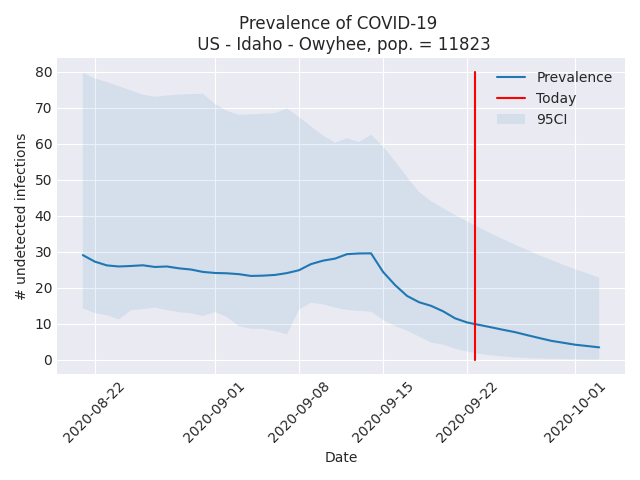 Prevalence of COVID-19
US - Idaho - Owyhee, pop. = 11823
80
70
60
50
40
30
20
10
0
# undetected infections
Prevalence
Today
95CI
2020-08-22
2020-09-01
2020-09-08
2020-09-15
2020-09-22
2020-10-01
Date